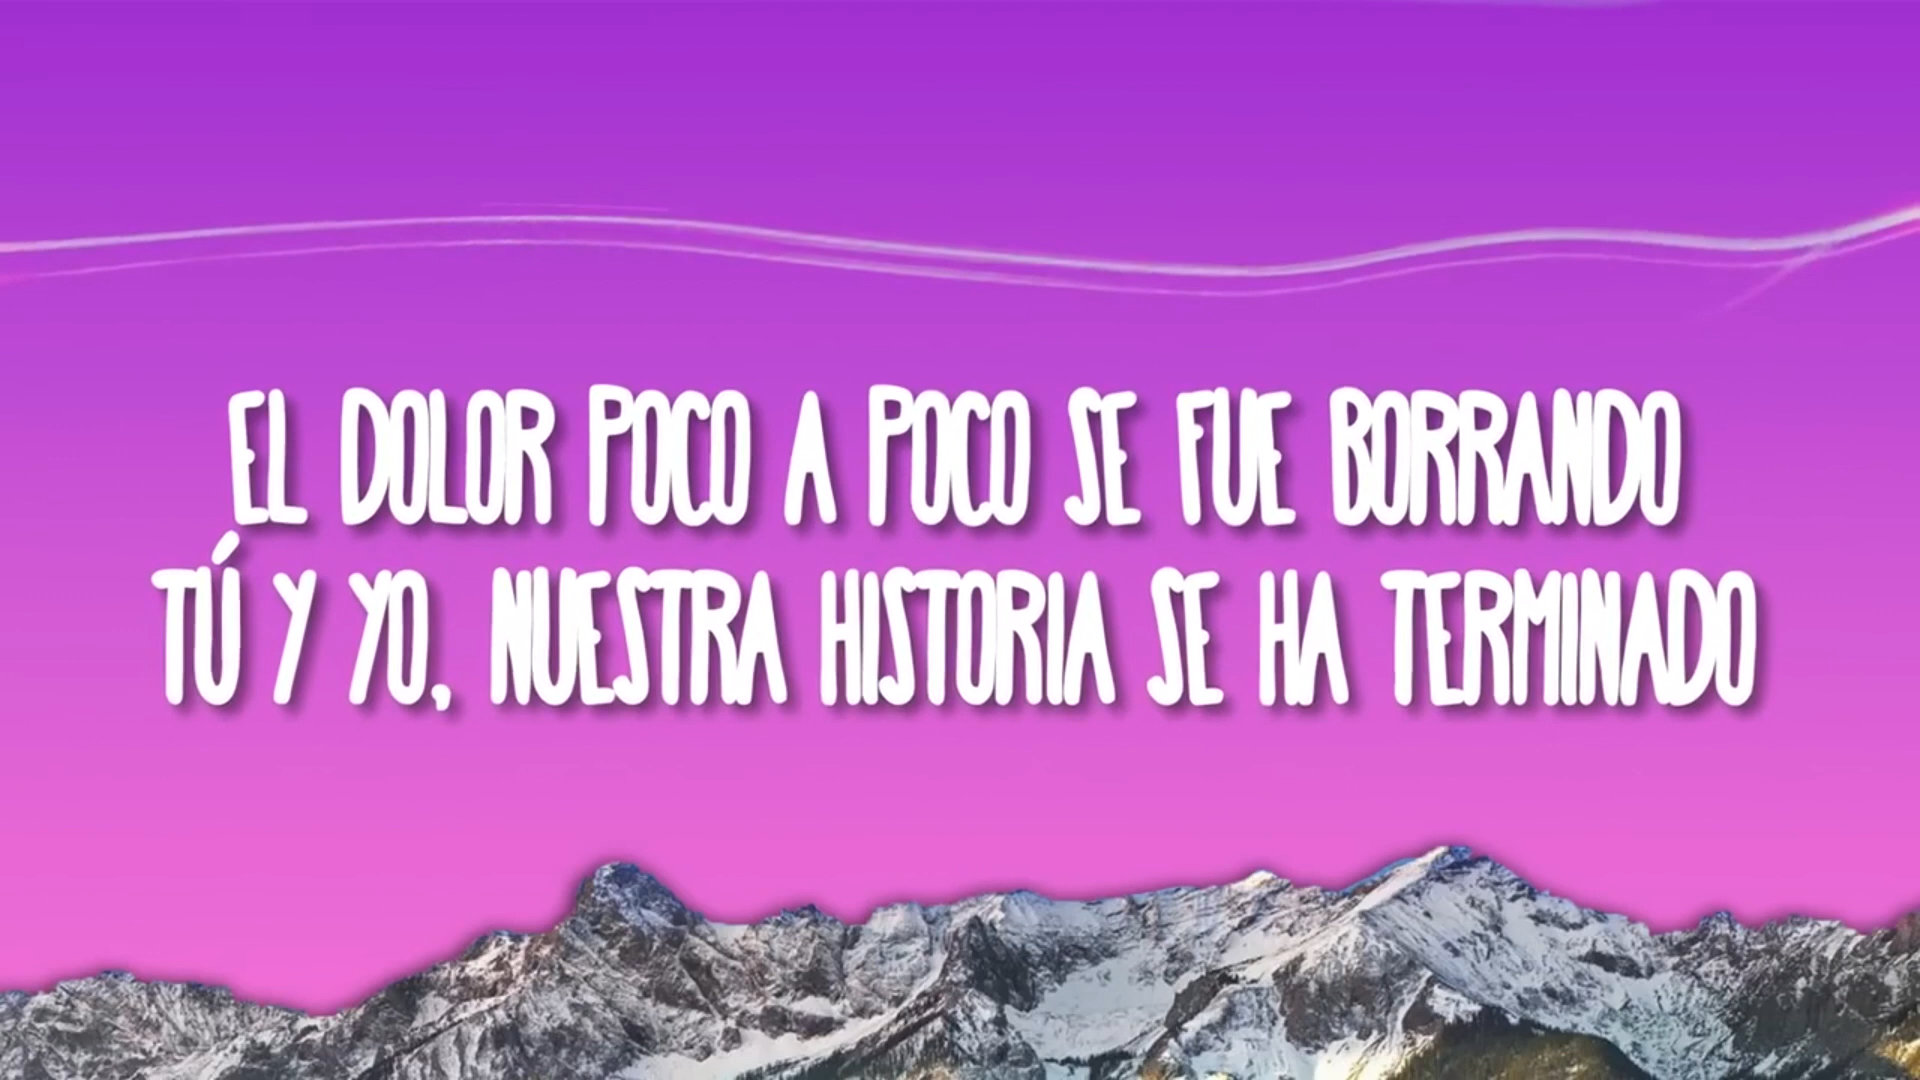 EL DOLOR POCO A POCO SE FUE BORRANDO
TÚ Y YO, NUESTRA HISTORIA SE HA TERMINADO